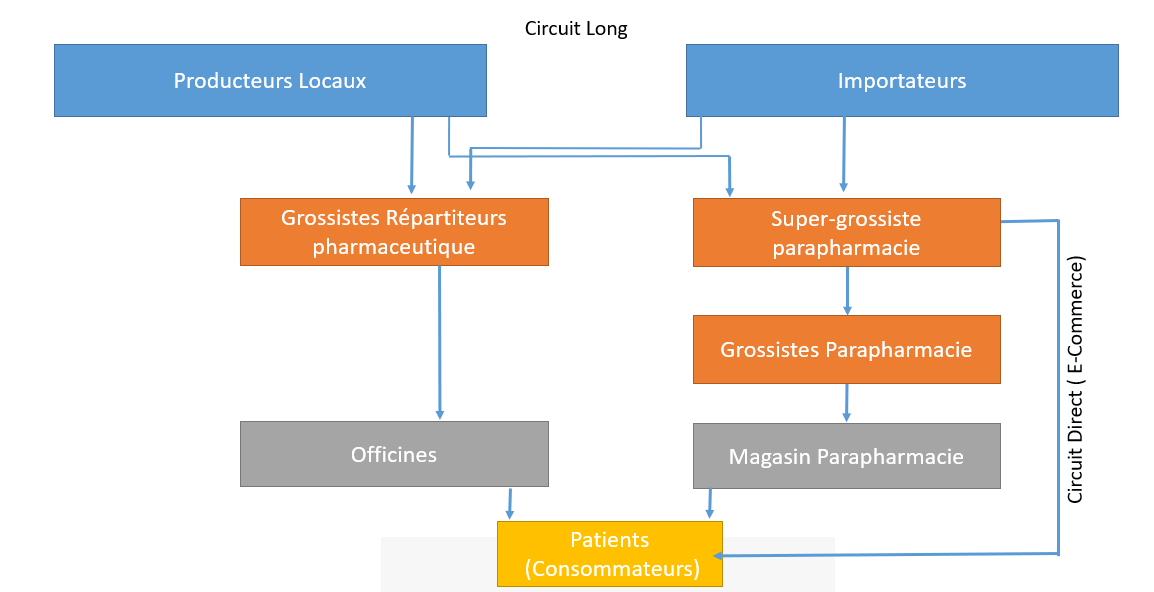 Circuit Long
Producteurs Locaux
Importateurs
Grossistes Répartiteurs
pharmaceutique
Super-grossiste
parapharmacie
Grossistes Parapharmacie
Officines
Magasin Parapharmacie
Patients
(Consommateurs)
Circuit Direct ( E-Commerce)